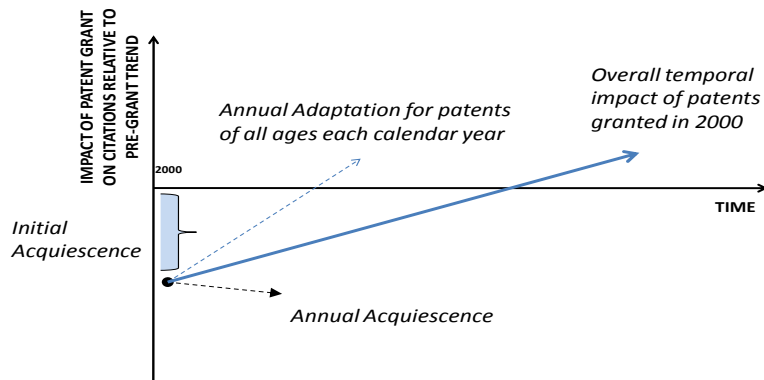 IMPACT OF PATENT GRANT
ON CITATIONS RELATIVE TO
PRE-GRANT TREND
Overall temporal
impact of patents
granted in 2000
Annual Adaptation for patents
of all ages each calendar year
2000
TIME
Initial
Acquiescence
Annual Acquiescence